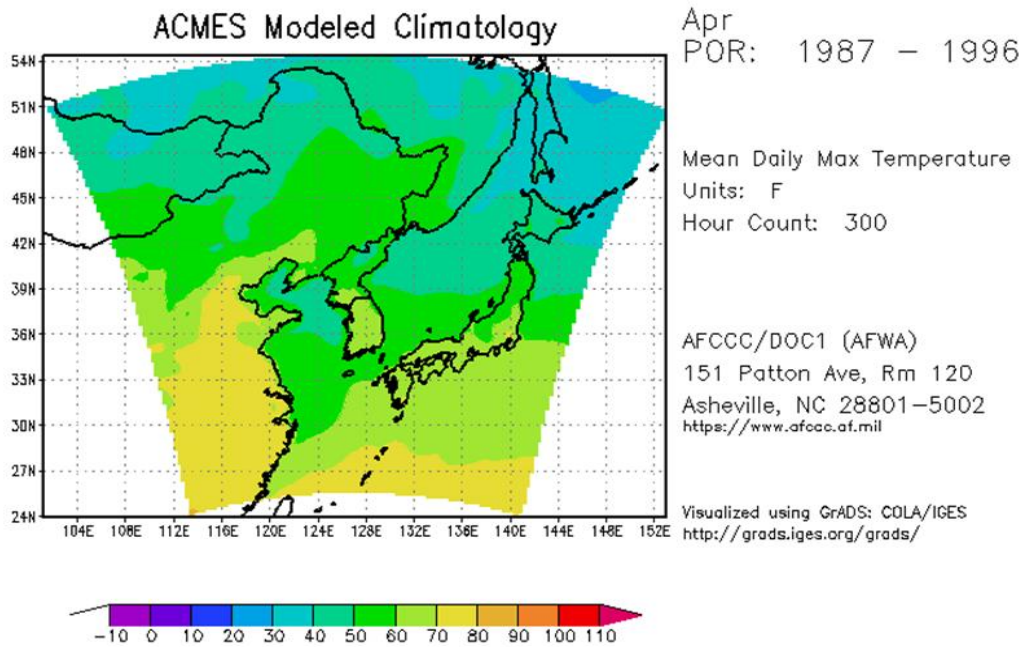 ACMES Modeled Climatology
Apr
POR: 1987 – 1996
Mean Daily Max Temperature
Units: F
Hour Count: 300
AFCCC/DOC1 (AFWA)
151 Patton Ave, Rm 120
Asheville, NC 28801–5002
https://www.afcac.af.mil
Visualized using GrADS: COLA/IGES
http://grads.iges.org/grads/
54N
51N
48N
45N
42N
39N
36N
33N
30N
27N
24N
104E 108E 112E 116E 120E 124E 128E 132E 136E 140E 144E 148E 152E
–10 0 10 20 30 40 50 60 70 80 90 100 110